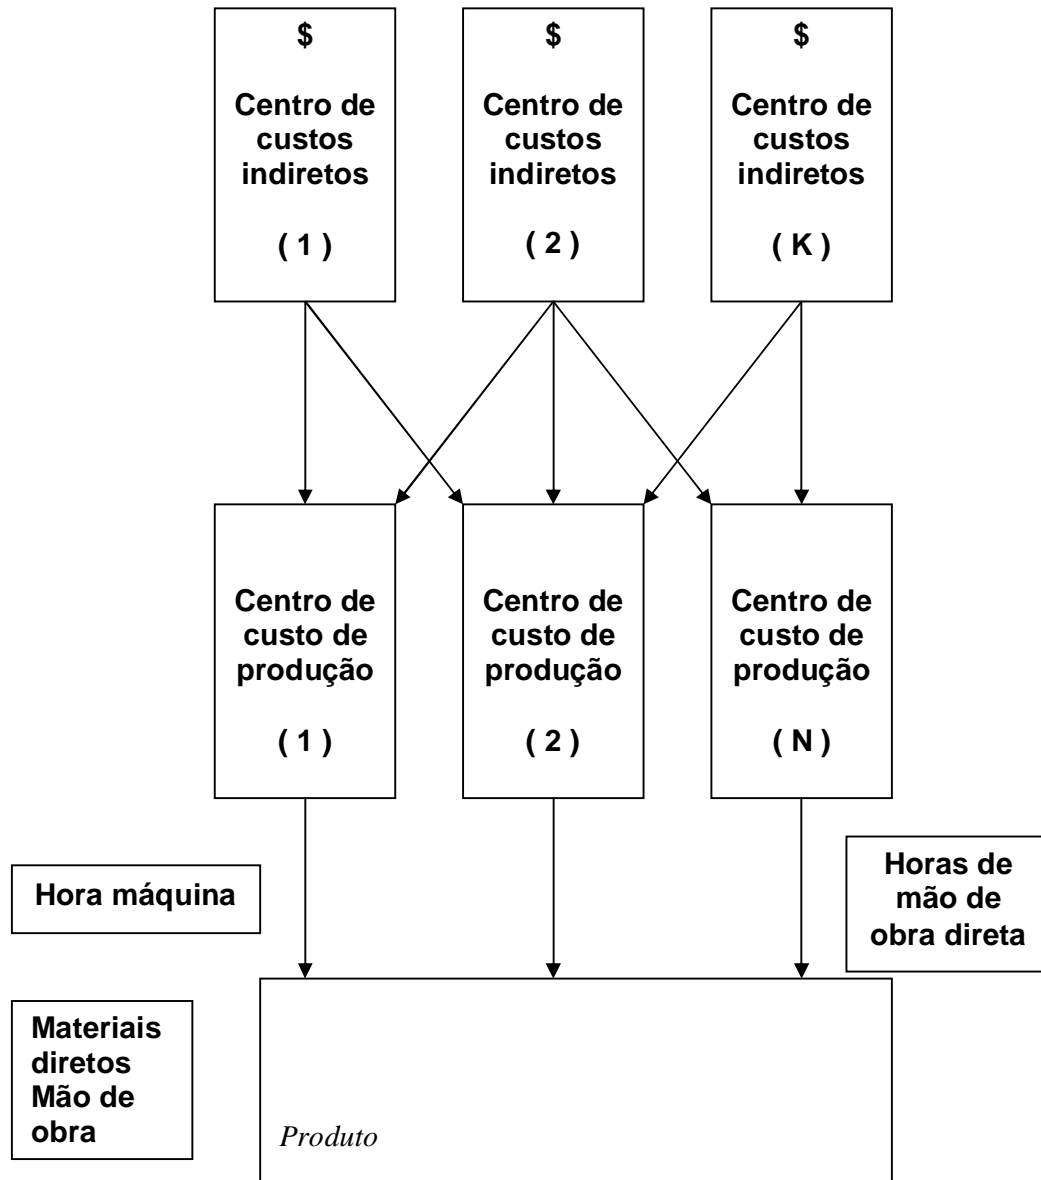 $
Centro de
custos
indiretos
( 1 )
$
Centro de
custos
indiretos
( 2 )
$
Centro de
custos
indiretos
( K )
Centro de
custo de
produção
( 1 )
Centro de
custo de
produção
( 2 )
Centro de
custo de
produção
( N )
Hora máquina
Horas de
mão de
obra direta
Materiais
diretos
Mão de
obra
Produto